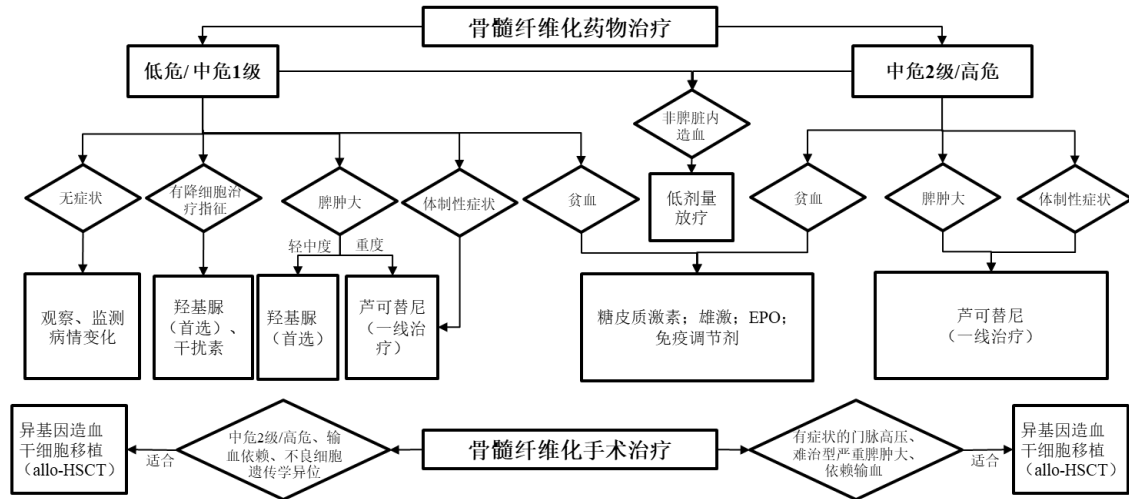 骨髓纤维化药物治疗
低危/ 中危1级
中危2级/高危
非脾脏内
造血
无症状
有降细胞治
疗指征
脾肿大
体制性症状
贫血
低剂量
放疗
贫血
脾肿大
体制性症状
轻中度
重度
观察、监测
病情变化
羟基脲
（首选）、
干扰素
羟基脲
（首选）
芦可替尼
（一线治
疗）
糖皮质激素；雄激；EPO；
免疫调节剂
芦可替尼
（一线治疗）
异基因造血
干细胞移植
（allo-HSCT）
适合
中危2级/高危、输
血依赖、不良细胞
遗传学异位
骨髓纤维化手术治疗
有症状的门脉高压、
难治型严重脾肿大、
依赖输血
适合
异基因造血
干细胞移植
（allo-HSCT）